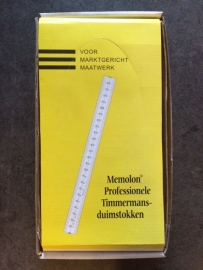 VOOR
MARKTGERICHT
MAATWERK
Memolon®
Professionele
Timmermans-
duimstokken